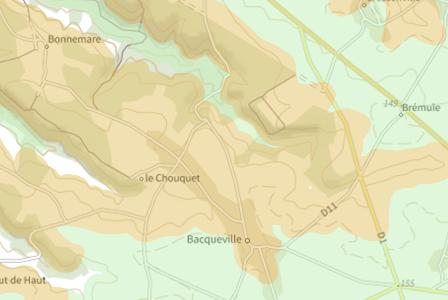 Bonnemare
149
Brémule
le Chouquet
D11
Bacqueville
D1
ut de Haut
155